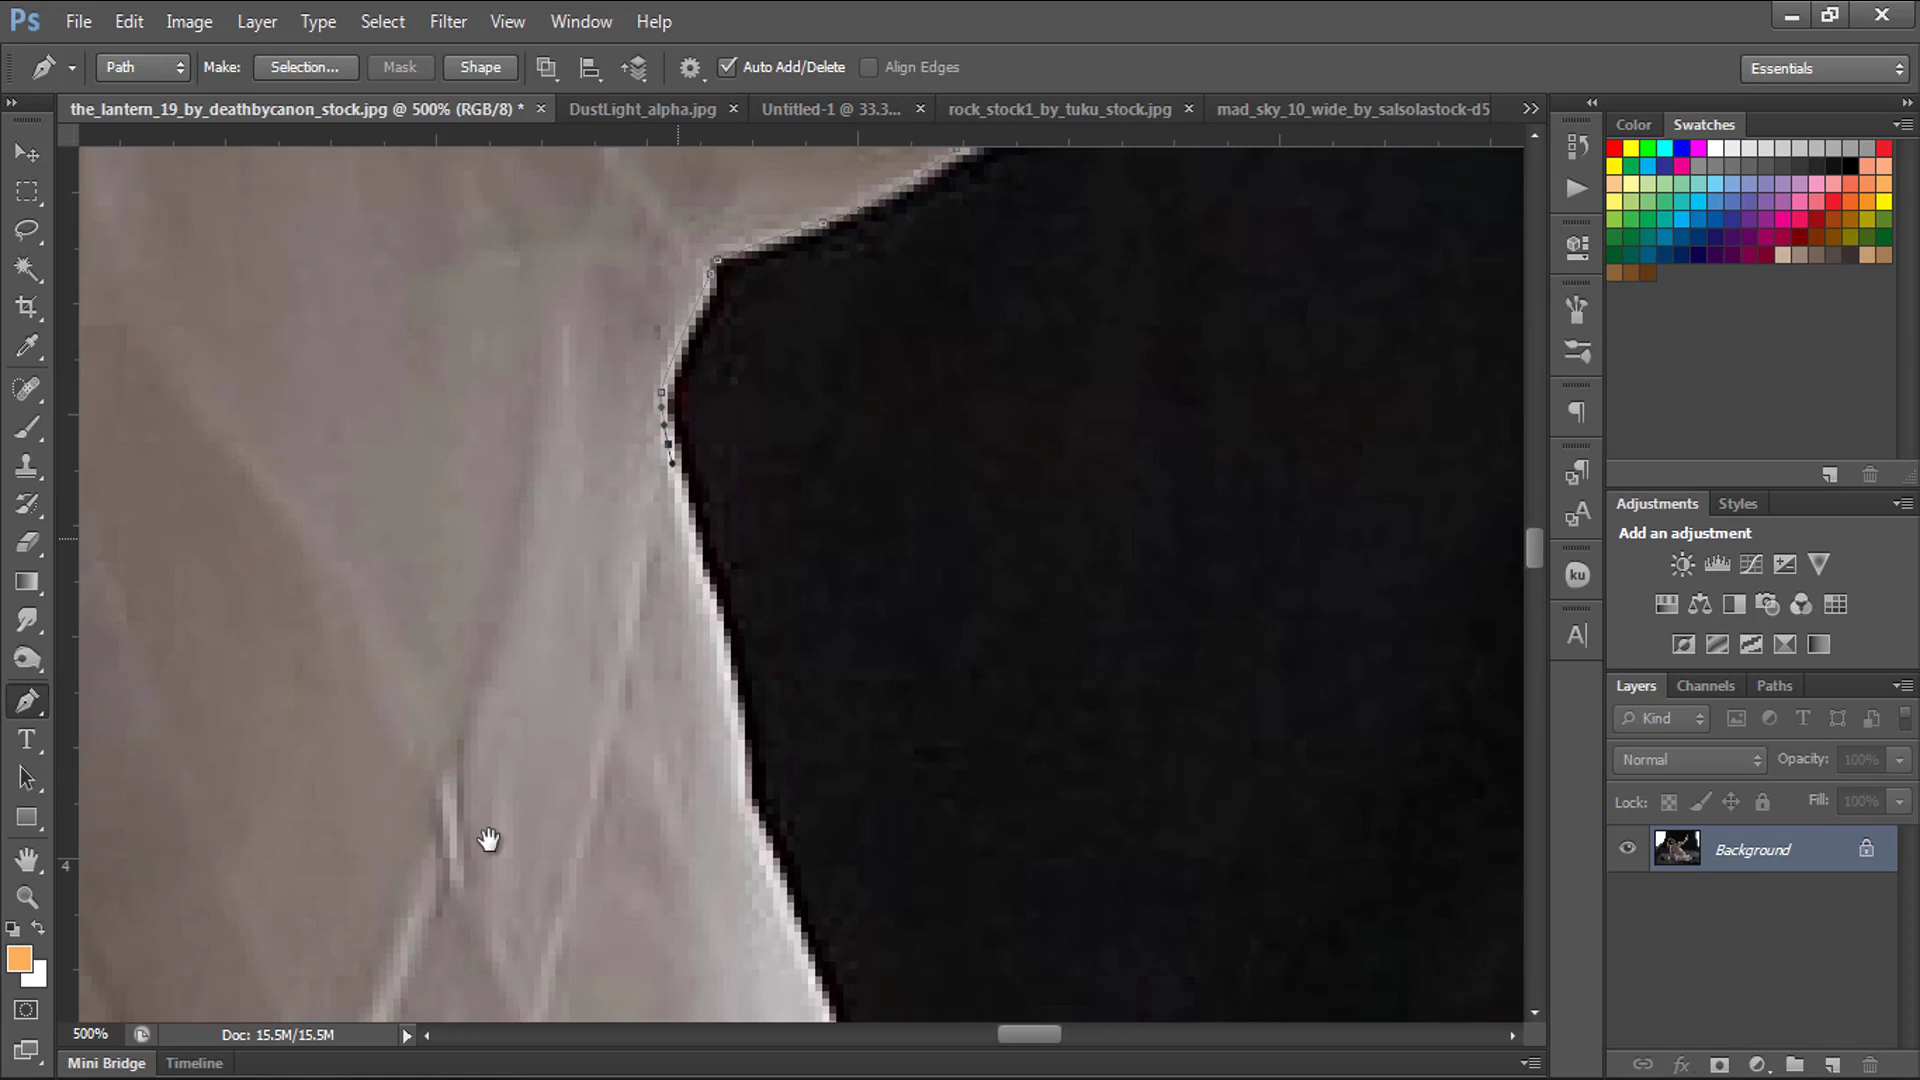 Ps File Edit Image Layer Type Select Filter View Window Help
Path Make: Selection... Mask Shape Auto Add/Delete Align Edges Essentials
the_lantern_19_by_deathbycanon_stock.jpg @ 500% (RGB/8) * DustLight_alpha.jpg Untitled-1 @ 33.3... rock_stock1_by_tuku_stock.jpg mad_sky_10_wide_by_salsolastock-d5
Color Swatches
Adjustments Styles
Add an adjustment
ku
A
Layers Channels Paths
Kind T
Normal Opacity: 100%
Lock: Fill: 100%
Background
fx
T
4
500% Doc: 15.5M/15.5M
Mini Bridge Timeline